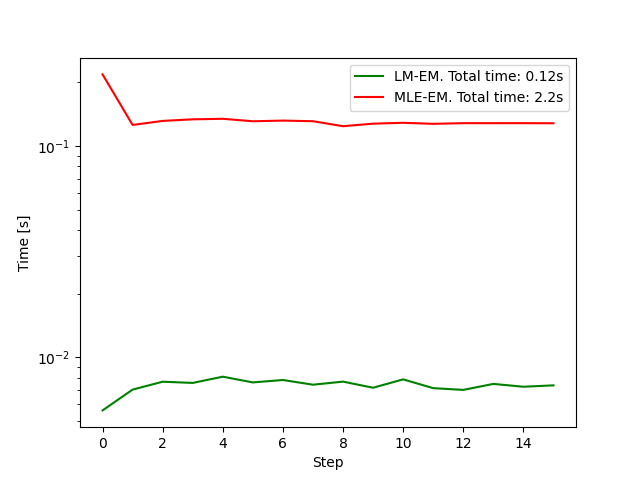 LM-EM. Total time: 0.12s
MLE-EM. Total time: 2.2s
10⁻¹
10⁻²
Time [s]
0 2 4 6 8 10 12 14
Step